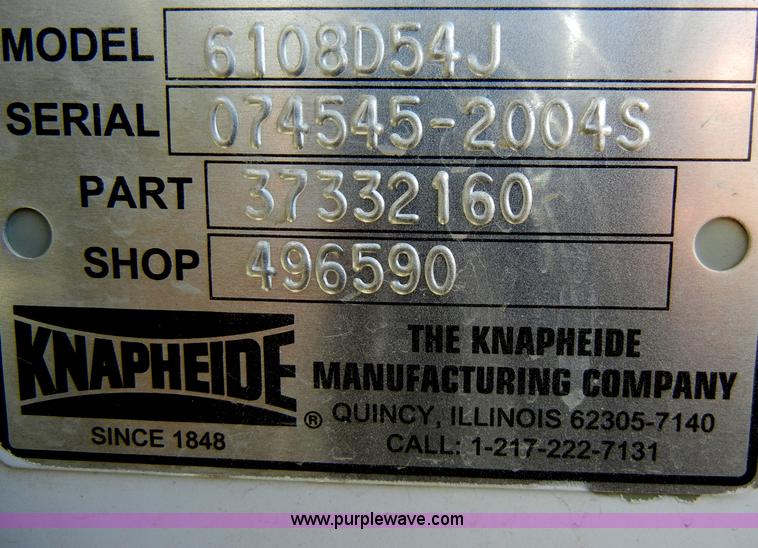 MODEL 6108D54J
SERIAL 074545-2004S
PART 37332160
SHOP 496590
KNAPHEIDE ®
SINCE 1848
THE KNAPHEIDE
MANUFACTURING COMPANY
QUINCY, ILLINOIS 62305-7140
CALL: 1-217-222-7131
www.purplewave.com